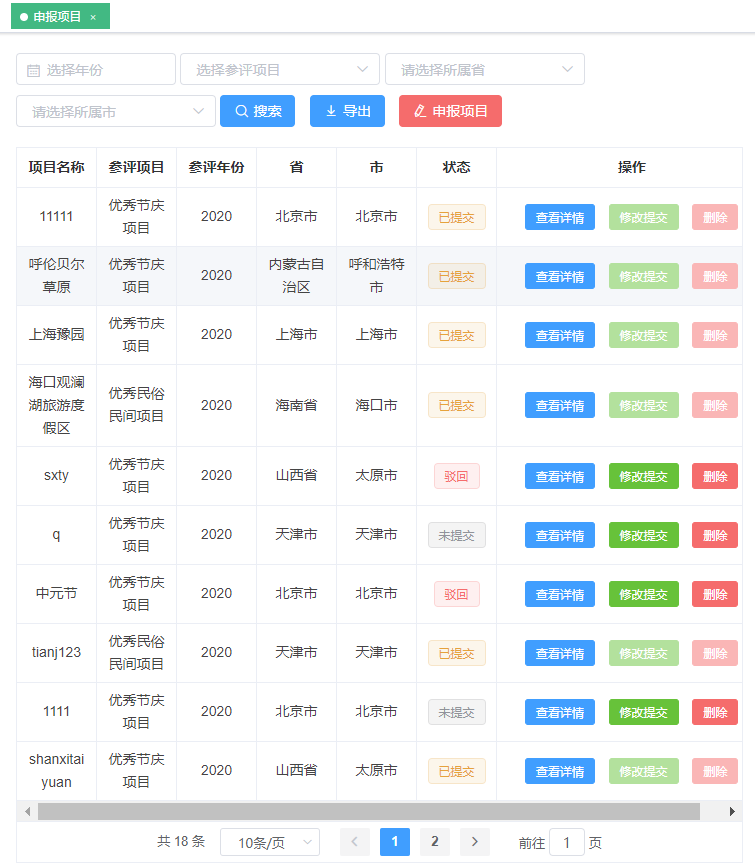 申报项目 ×
选择年份 选择参评项目 请选择所属省
请选择所属市 搜索 导出 申报项目
项目名称 参评项目 参评年份 省 市 状态 操作
11111 优秀节庆项目 2020 北京市 北京市 已提交 查看详情 修改提交 删除
呼伦贝尔草原 优秀节庆项目 2020 内蒙古自治区 呼和浩特市 已提交 查看详情 修改提交 删除
上海豫园 优秀节庆项目 2020 上海市 上海市 已提交 查看详情 修改提交 删除
海口观澜湖旅游度假区 优秀民俗民间项目 2020 海南省 海口市 已提交 查看详情 修改提交 删除
sxty 优秀节庆项目 2020 山西省 太原市 驳回 查看详情 修改提交 删除
q 优秀节庆项目 2020 天津市 天津市 未提交 查看详情 修改提交 删除
中元节 优秀节庆项目 2020 北京市 北京市 驳回 查看详情 修改提交 删除
tianj123 优秀民俗民间项目 2020 天津市 天津市 已提交 查看详情 修改提交 删除
1111 优秀节庆项目 2020 北京市 北京市 未提交 查看详情 修改提交 删除
shanxitaiyuan 优秀节庆项目 2020 山西省 太原市 已提交 查看详情 修改提交 删除
共 18 条 10条/页 1 2 前往 1 页